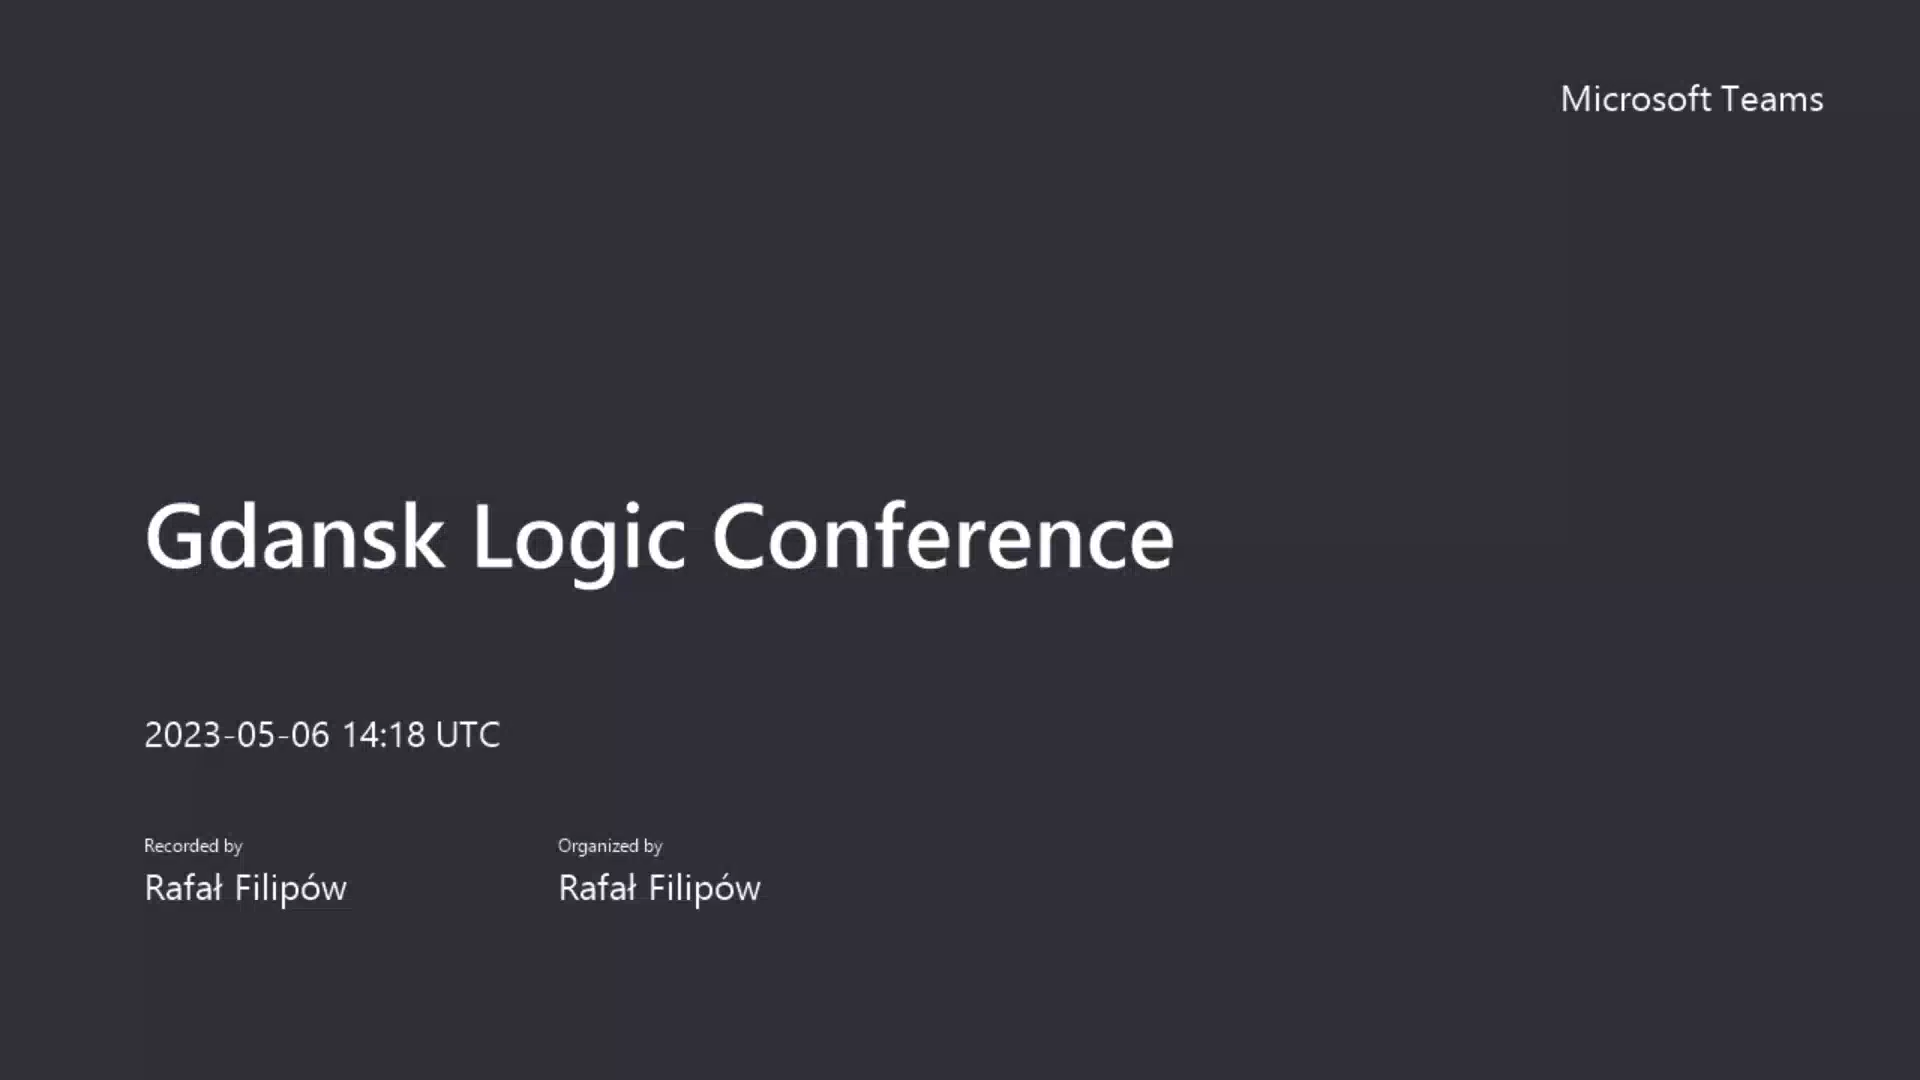 Microsoft Teams
Gdansk Logic Conference
2023-05-06 14:18 UTC
Recorded by
Rafał Filipów
Organized by
Rafał Filipów